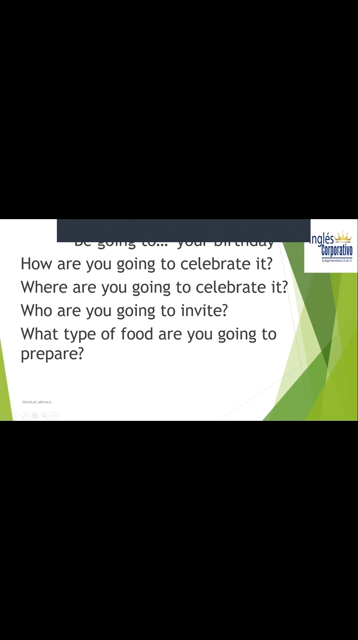 Be going to... your birthday
How are you going to celebrate it?
Where are you going to celebrate it?
Who are you going to invite?
What type of food are you going to
prepare?
Inglés
Corporativo